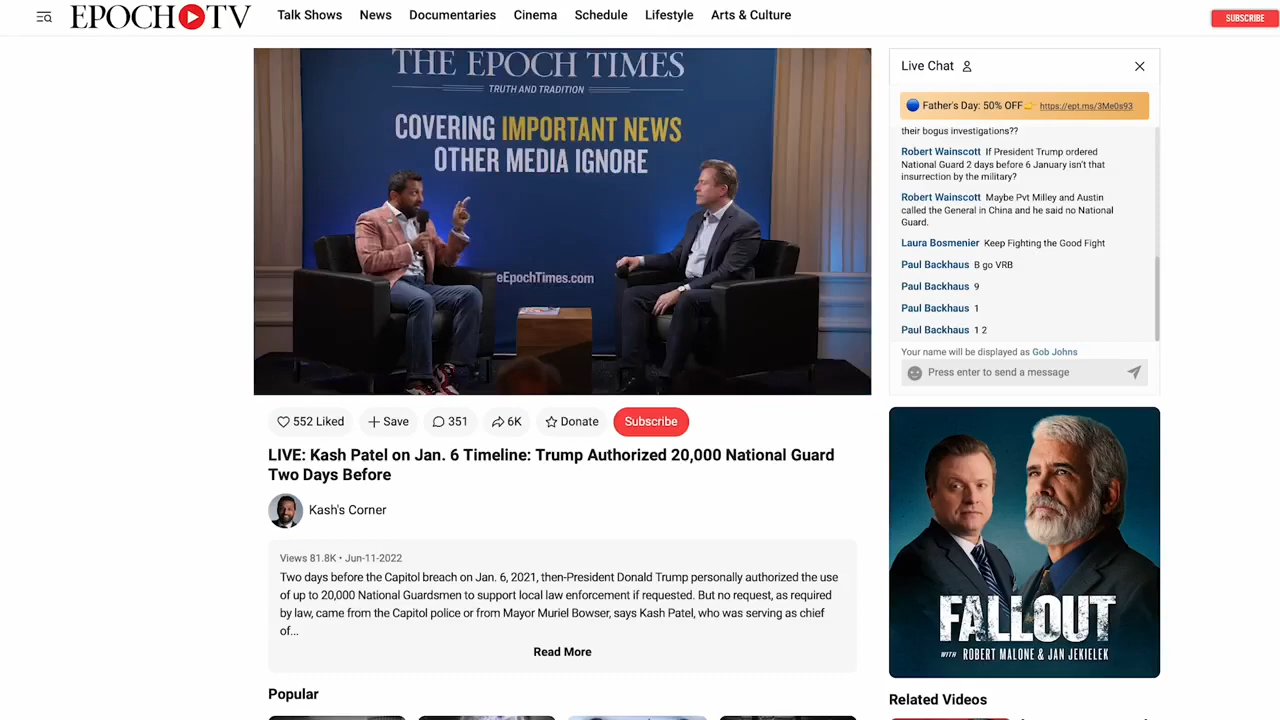 EPOCH TV
Talk Shows
News
Documentaries
Cinema
Schedule
Lifestyle
Arts & Culture
SUBSCRIBE
THE EPOCH TIMES
TRUTH AND TRADITION
COVERING IMPORTANT NEWS
OTHER MEDIA IGNORE
eEpochTimes.com
Live Chat
Father's Day: 50% OFF👉 https://ept.ms/3Me0s93
their bogus investigations??
Robert Wainscott If President Trump ordered
National Guard 2 days before 6 January isn't that
insurrection by the military?
Robert Wainscott Maybe Pvt Milley and Austin
called the General in China and he said no National
Guard.
Laura Bosmenier Keep Fighting the Good Fight
Paul Backhaus B go VRB
Paul Backhaus 9
Paul Backhaus 1
Paul Backhaus 1 2
Your name will be displayed as Gob Johns
Press enter to send a message
552 Liked
Save
351
6K
Donate
Subscribe
LIVE: Kash Patel on Jan. 6 Timeline: Trump Authorized 20,000 National Guard
Two Days Before
Kash's Corner
Views 81.8K • Jun-11-2022
Two days before the Capitol breach on Jan. 6, 2021, then-President Donald Trump personally authorized the use
of up to 20,000 National Guardsmen to support local law enforcement if requested. But no request, as required
by law, came from the Capitol police or from Mayor Muriel Bowser, says Kash Patel, who was serving as chief
of...
Read More
FALLOUT
WITH ROBERT MALONE & JAN JEKIELEK
Popular
Related Videos